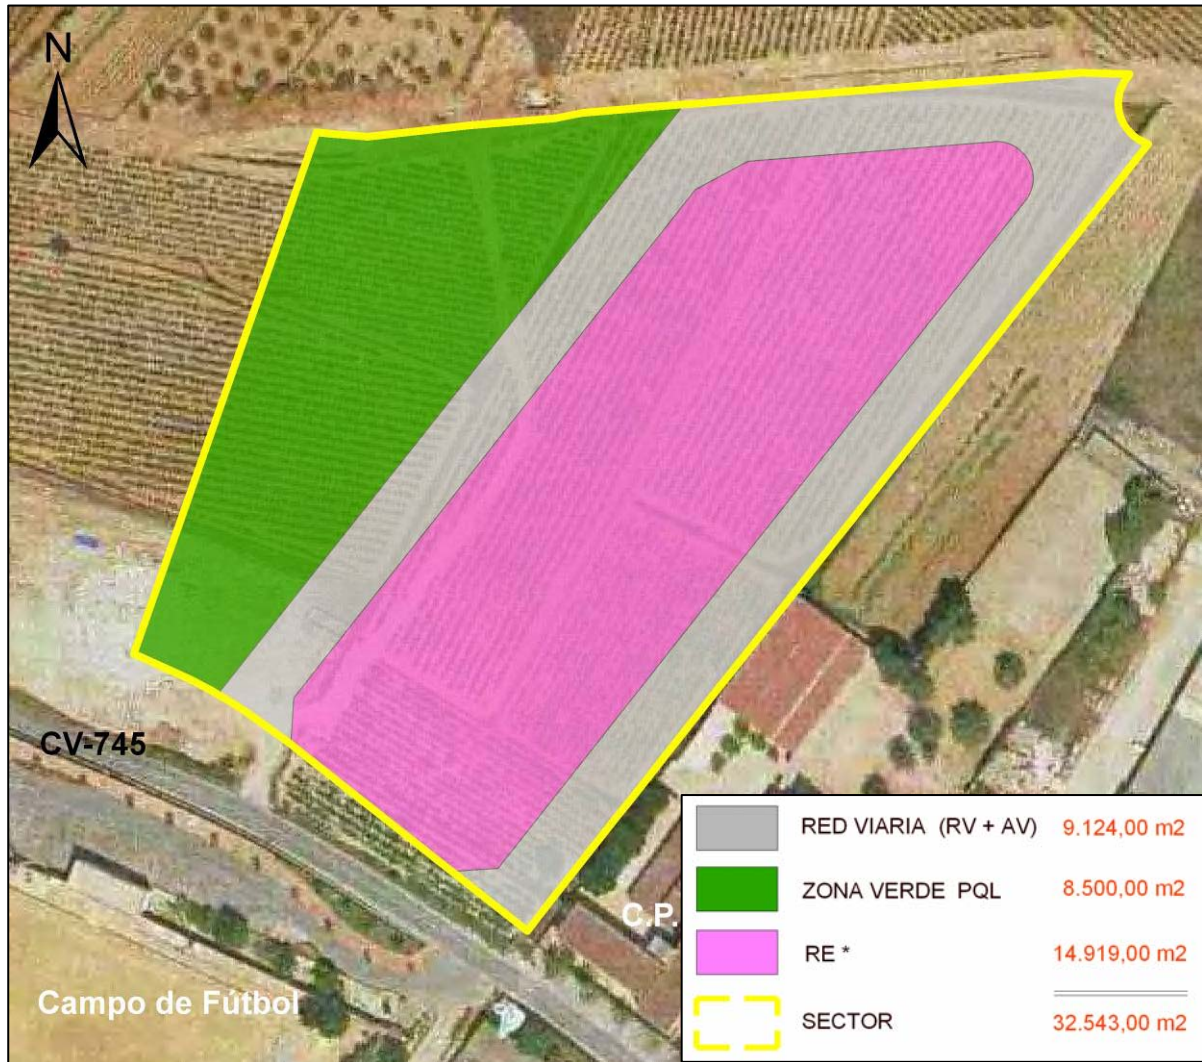 N
CV-745
C.P.
Campo de Fútbol
RED VIARIA (RV + AV) 9.124,00 m2
ZONA VERDE PQL 8.500,00 m2
RE * 14.919,00 m2
SECTOR 32.543,00 m2